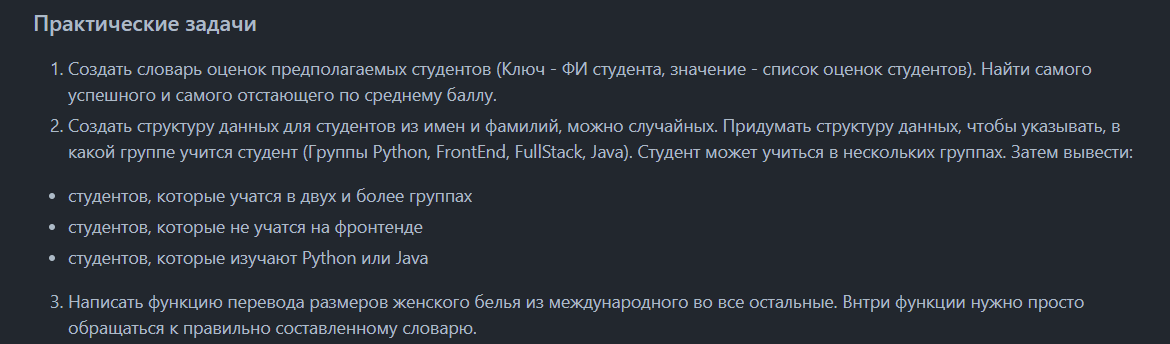 Практические задачи
1. Создать словарь оценок предполагаемых студентов (Ключ - ФИ студента, значение - список оценок студентов). Найти самого
успешного и самого отстающего по среднему баллу.
2. Создать структуру данных для студентов из имен и фамилий, можно случайных. Придумать структуру данных, чтобы указывать, в
какой группе учится студент (Группы Python, FrontEnd, FullStack, Java). Студент может учиться в нескольких группах. Затем вывести:
• студентов, которые учатся в двух и более группах
• студентов, которые не учатся на фронтенде
• студентов, которые изучают Python или Java
3. Написать функцию перевода размеров женского белья из международного во все остальные. Внтри функции нужно просто
обращаться к правильно составленному словарю.